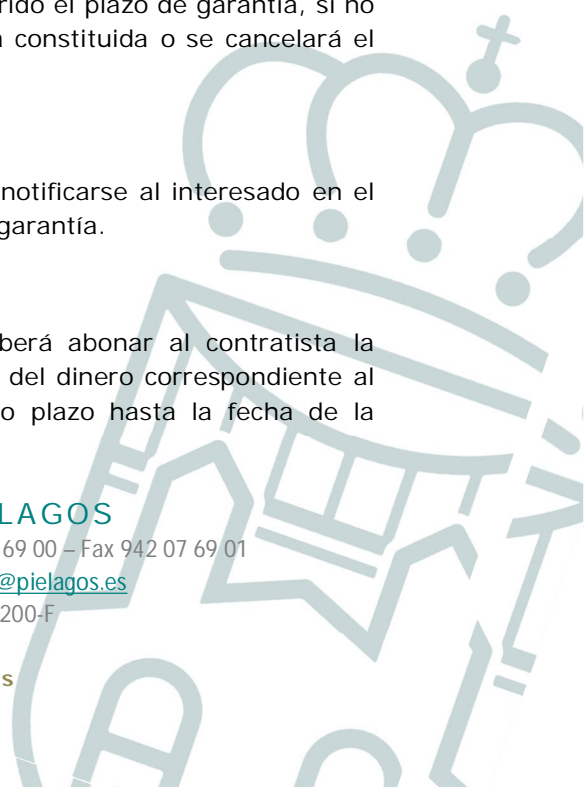 rido el plazo de garantía, si no
constituida o se cancelará el
notificarse al interesado en el
garantía.
berá abonar al contratista la
del dinero correspondiente al
o plazo hasta la fecha de la
LAGOS
69 00 – Fax 942 07 69 01
@pielagos.es
200-F
s